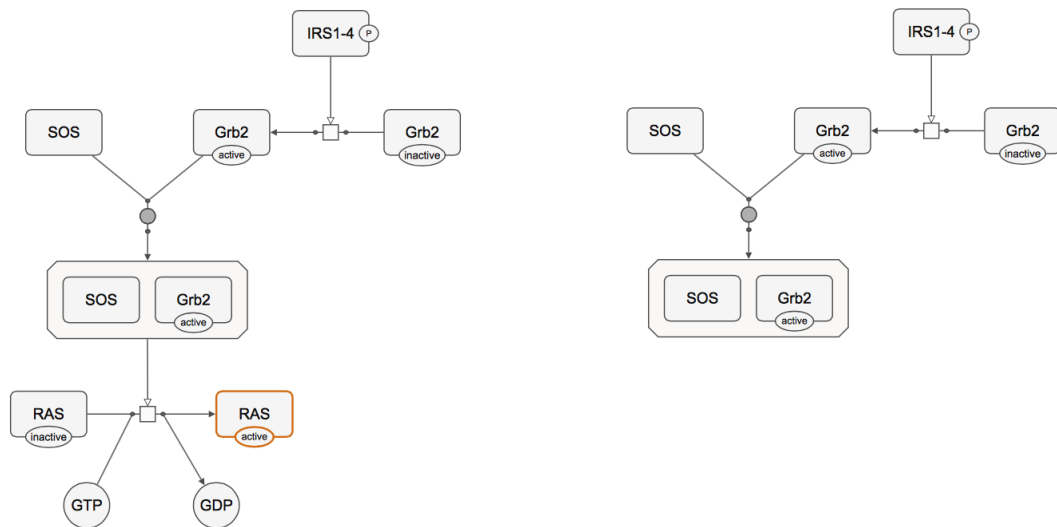 IRS1-4
P
SOS
Grb2
active
Grb2
inactive
SOS
Grb2
active
RAS
inactive
RAS
active
GTP
GDP
IRS1-4
P
SOS
Grb2
active
Grb2
inactive
SOS
Grb2
active